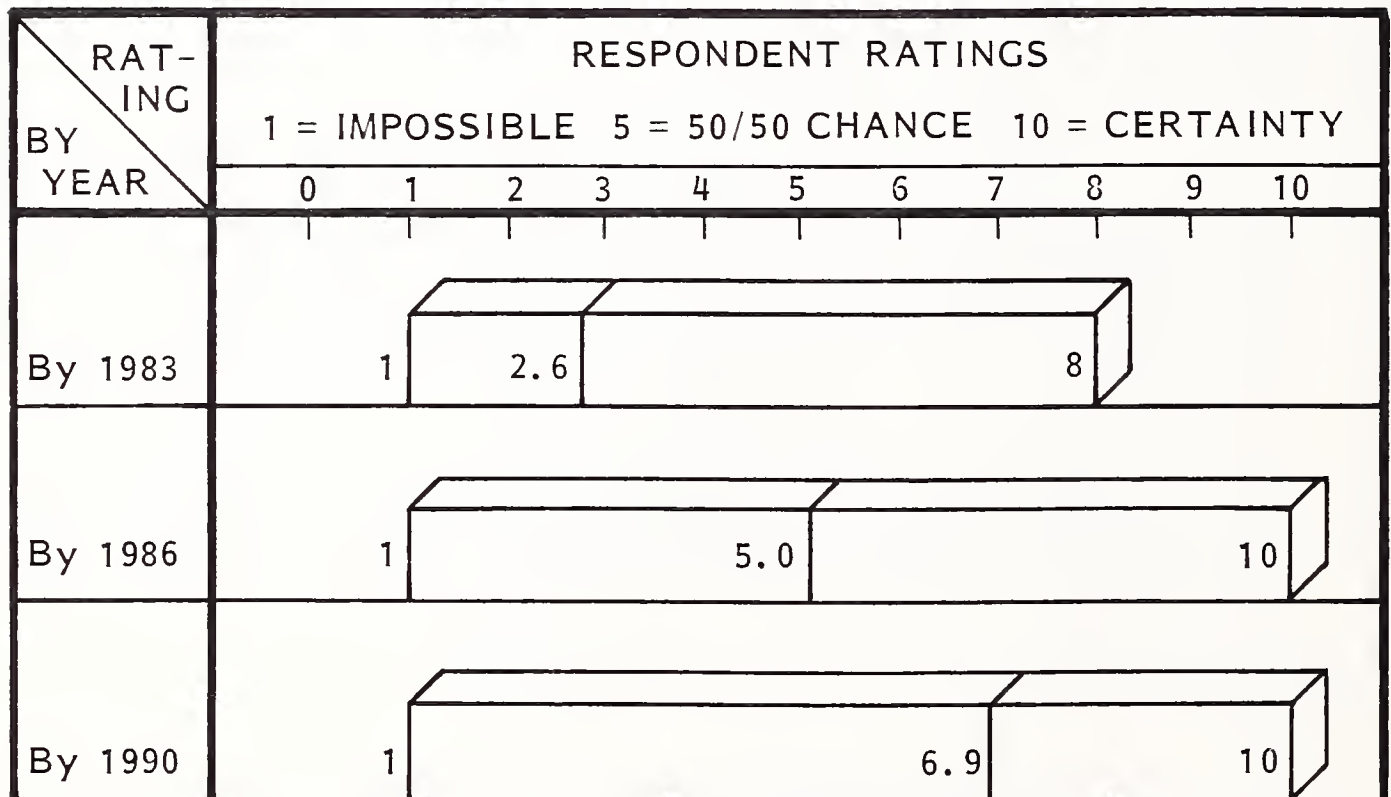 RAT-
ING
BY
YEAR
RESPONDENT RATINGS
1 = IMPOSSIBLE 5 = 50/50 CHANCE 10 = CERTAINTY
0 1 2 3 4 5 6 7 8 9 10
By 1983 1 2.6 8
By 1986 1 5.0 10
By 1990 1 6.9 10